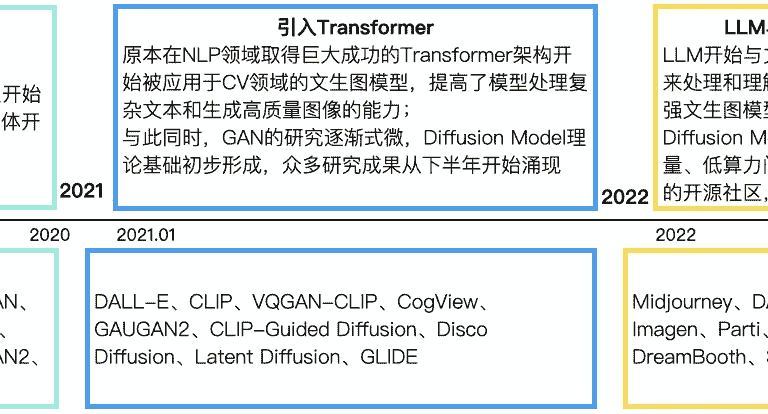 开始
体开
2021
引入Transformer
原本在NLP领域取得巨大成功的Transformer架构开
始被应用于CV领域的文生图模型，提高了模型处理复
杂文本和生成高质量图像的能力；
与此同时，GAN的研究逐渐式微，Diffusion Model理
论基础初步形成，众多研究成果从下半年开始涌现
2022
LLM
LLM开始与
来处理和理
强文生图模
Diffusion M
量、低算力
的开源社区，
2020
2021.01
2022
AN、
、
AN2、
DALL-E、CLIP、VQGAN-CLIP、CogView、
GAUGAN2、CLIP-Guided Diffusion、Disco
Diffusion、Latent Diffusion、GLIDE
Midjourney、DA
Imagen、Parti、
DreamBooth、